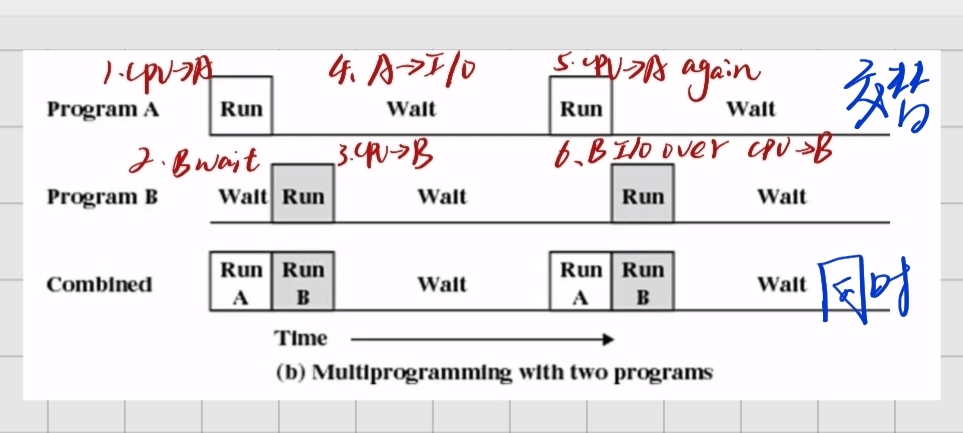 1.CPU→A 4、A→I/O 5.CPU→A again
Program A Run Wait Run Wait 交替
2.B wait 3.CPU→B 6、B I/O over CPU→B
Program B Wait Run Wait Run Wait
Run Run Run Run
Combined Wait Wait 同时
A B A B
Time
(b) Multiprogramming with two programs